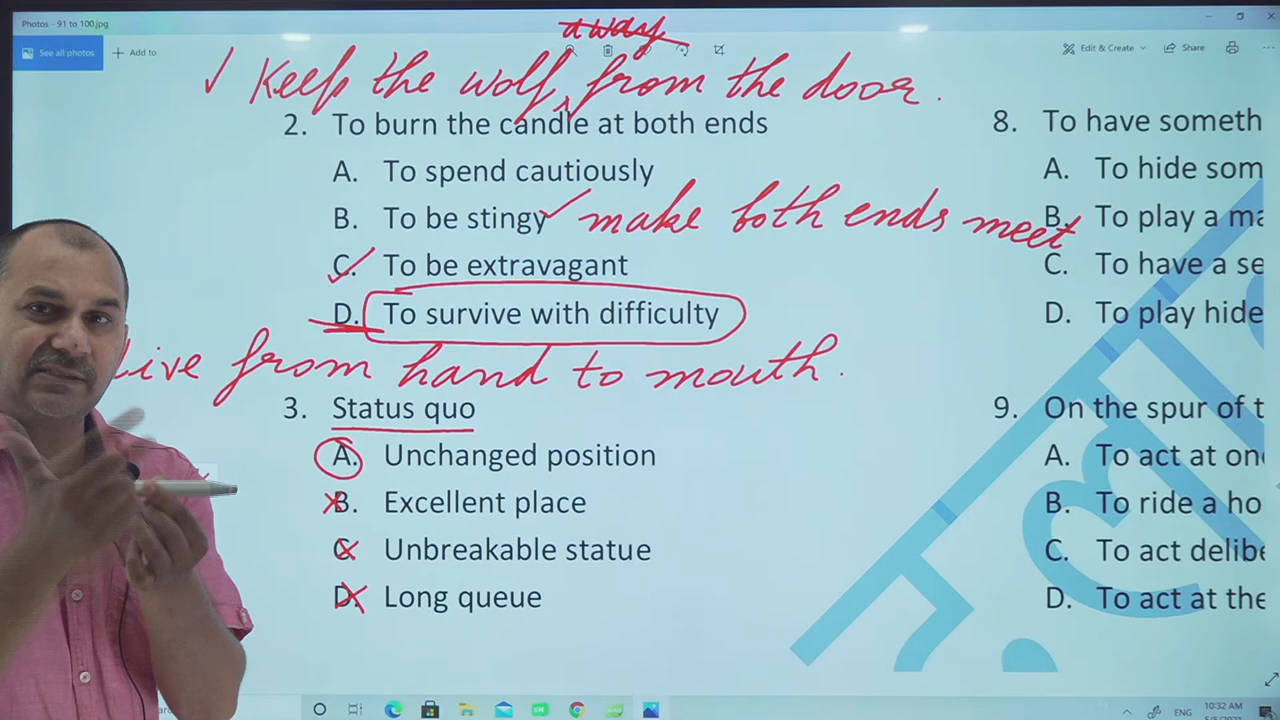 Photos - 91 to 100.jpg
See all photos
Add to
Edit & Create
Share
away
Keep the wolf from the door.
2. To burn the candle at both ends
A. To spend cautiously
B. To be stingy
make both ends meet
C. To be extravagant
D. To survive with difficulty
Live from hand to mouth.
3. Status quo
A. Unchanged position
B. Excellent place
C. Unbreakable statue
D. Long queue
8. To have someth
A. To hide som
B. To play a ma
C. To have a se
D. To play hide
9. On the spur of t
A. To act at on
B. To ride a ho
C. To act delibe
D. To act at the
ENG
10:32 AM